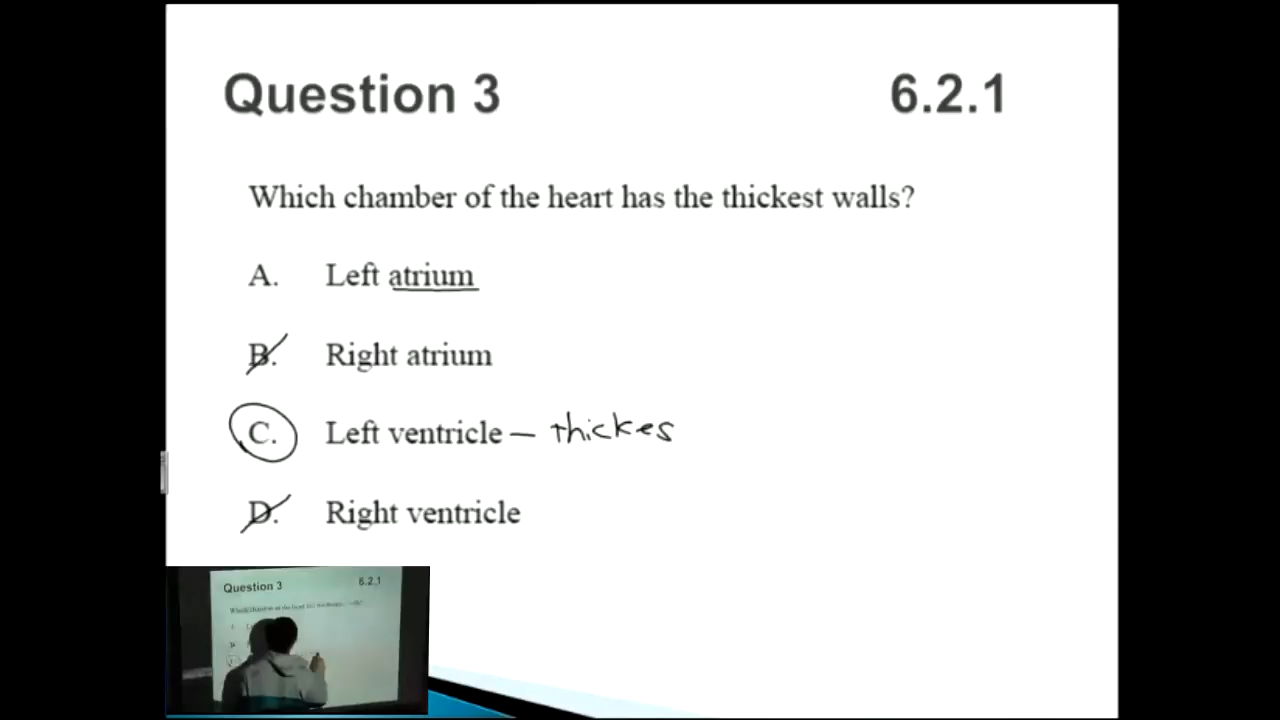 Question 3 6.2.1
Which chamber of the heart has the thickest walls?
A. Left atrium
B. Right atrium
C. Left ventricle – thickes
D. Right ventricle
Question 3 6.2.1